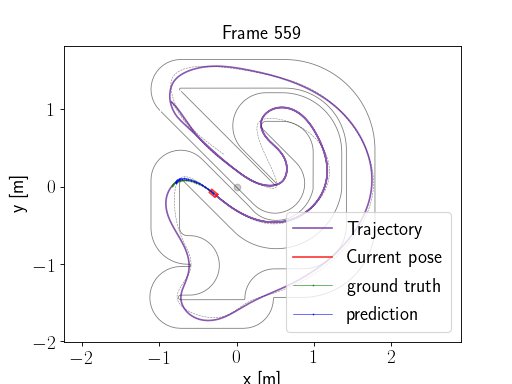 Frame 559
1
0
−1
−2
y [m]
−2 −1 0 1 2
x [m]
Trajectory
Current pose
ground truth
prediction